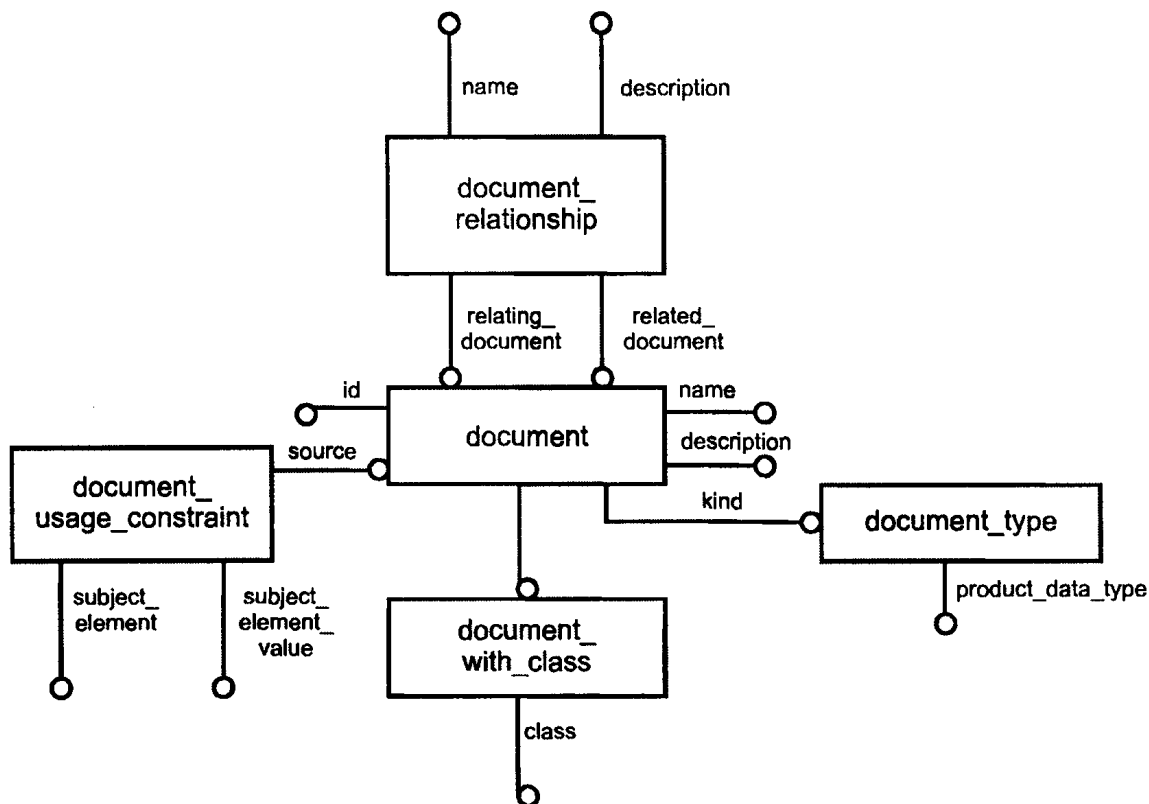 name
description
document_
relationship
relating_
document
related_
document
id
name
document
description
source
document_
usage_constraint
kind
document_type
subject_
element
subject_
element_
value
product_data_type
document_
with_class
class